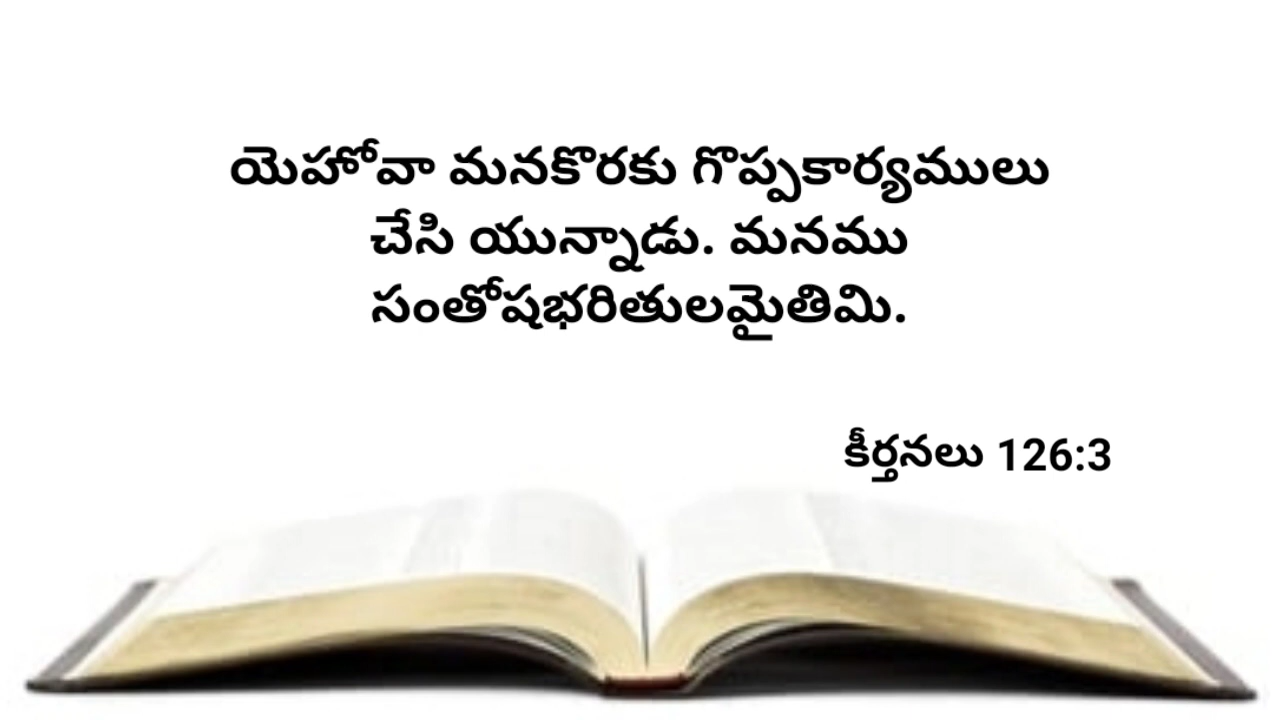 యెహోవా మనకొరకు గొప్పకార్యములు
చేసి యున్నాడు. మనము
సంతోషభరితులమైతిమి.
కీర్తనలు 126:3